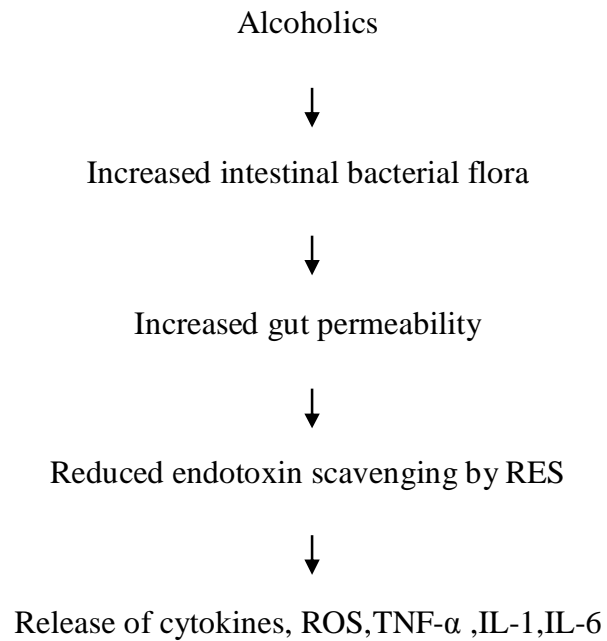 Alcoholics
Increased intestinal bacterial flora
Increased gut permeability
Reduced endotoxin scavenging by RES
Release of cytokines, ROS,TNF-α ,IL-1,IL-6